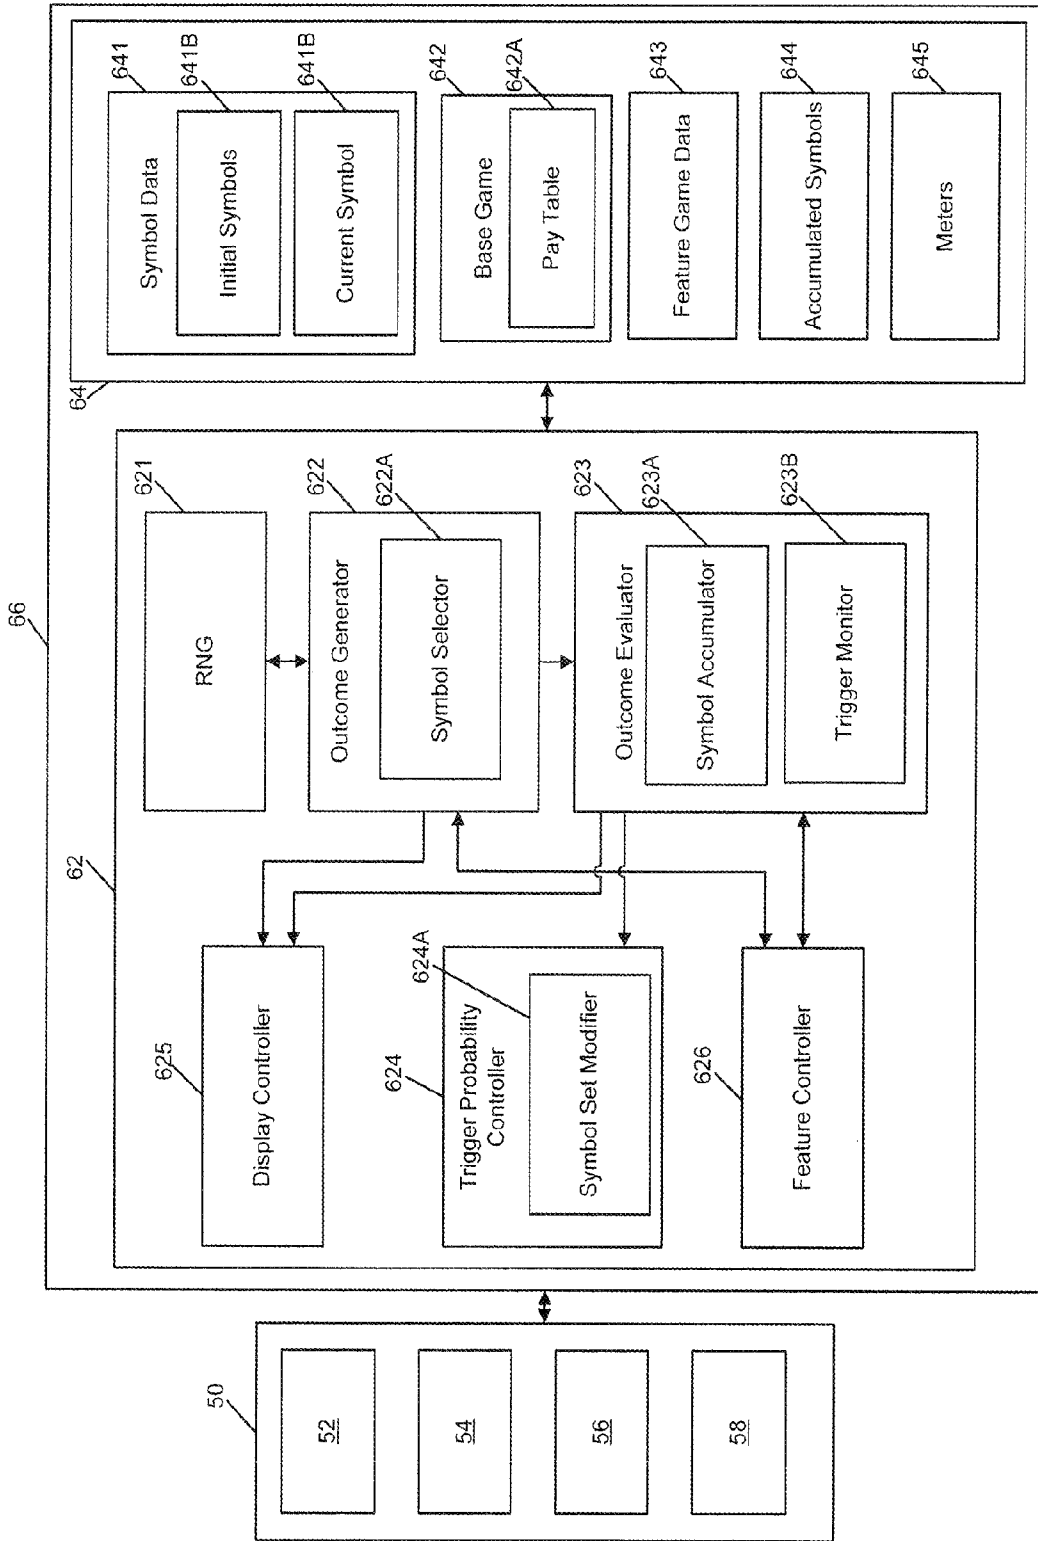 66
62
64
50
52
54
56
58
625
Display Controller
624
Trigger Probability
Controller
624A
Symbol Set Modifier
626
Feature Controller
621
RNG
622
Outcome Generator
622A
Symbol Selector
623
Outcome Evaluator
623A
Symbol Accumulator
623B
Trigger Monitor
641
Symbol Data
641B
Initial Symbols
641B
Current Symbol
642
Base Game
642A
Pay Table
643
Feature Game Data
644
Accumulated Symbols
645
Meters